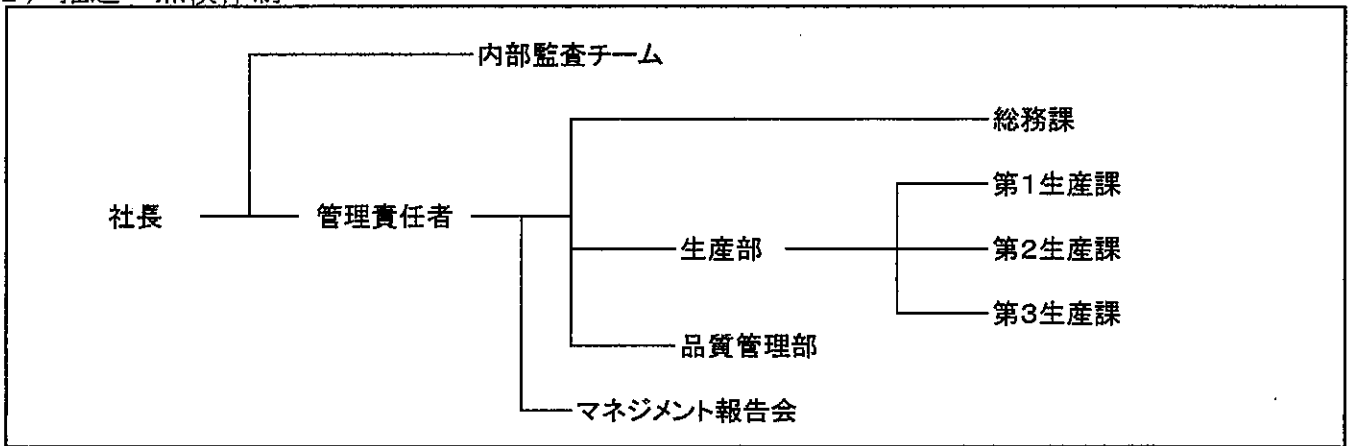 内部監査チーム
総務課
第1生産課
社長 管理責任者
生産部 第2生産課
第3生産課
品質管理部
マネジメント報告会